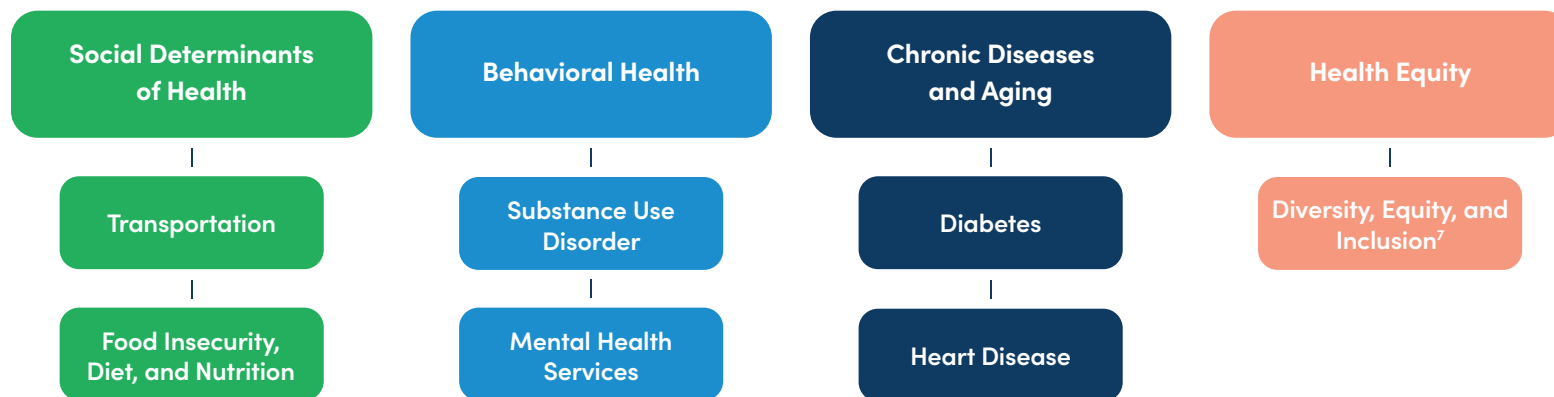 Social Determinants
of Health
Transportation
Food Insecurity,
Diet, and Nutrition
Behavioral Health
Substance Use
Disorder
Mental Health
Services
Chronic Diseases
and Aging
Diabetes
Heart Disease
Health Equity
Diversity, Equity, and
Inclusion⁷